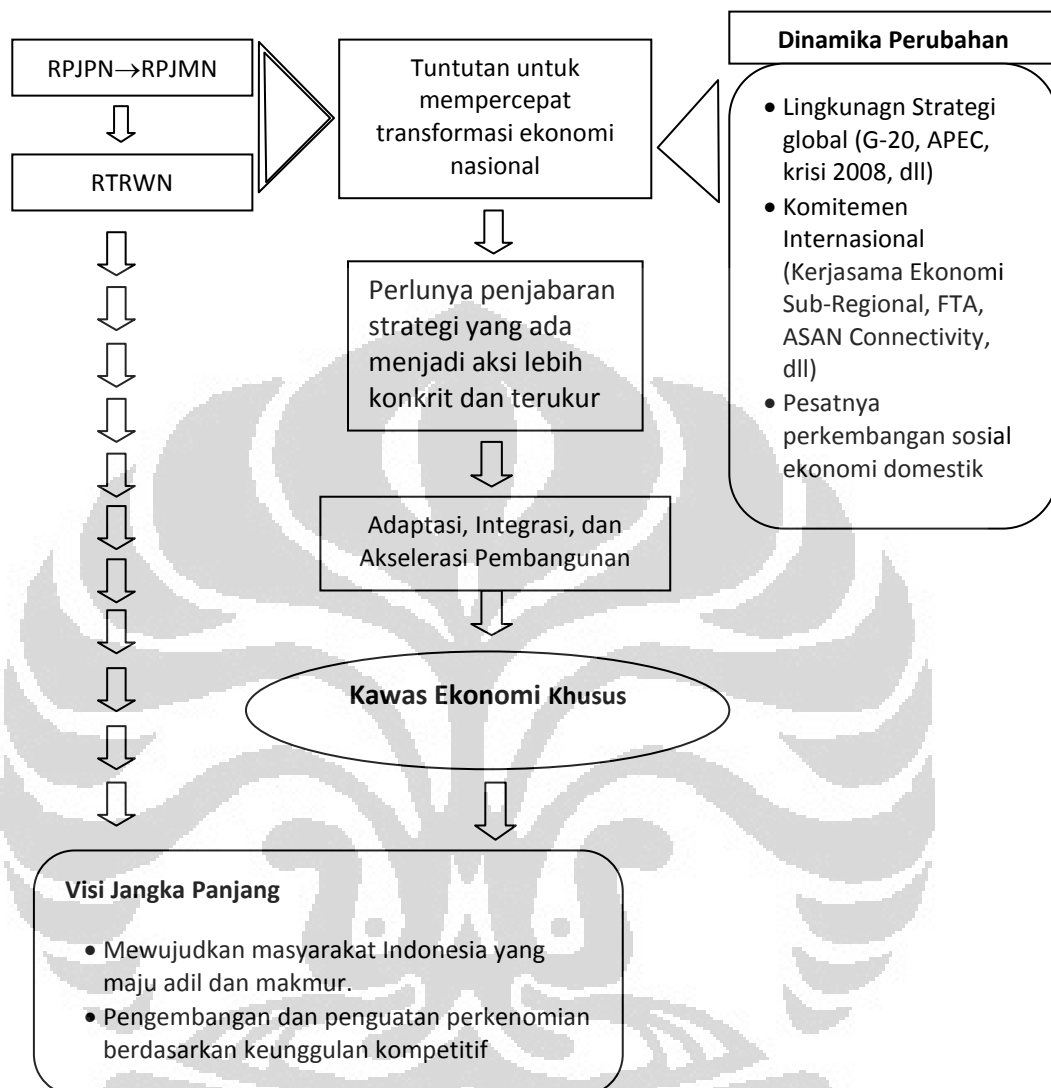 RPJPN→RPJMN
RTRWN
Tuntutan untuk
mempercepat
transformasi ekonomi
nasional
Dinamika Perubahan
• Lingkunagn Strategi
global (G-20, APEC,
krisi 2008, dll)
• Komitemen
Internasional
(Kerjasama Ekonomi
Sub-Regional, FTA,
ASAN Connectivity,
dll)
• Pesatnya
perkembangan sosial
ekonomi domestik
Perlunya penjabaran
strategi yang ada
menjadi aksi lebih
konkrit dan terukur
Adaptasi, Integrasi, dan
Akselerasi Pembangunan
Kawas Ekonomi Khusus
Visi Jangka Panjang
• Mewujudkan masyarakat Indonesia yang
maju adil dan makmur.
• Pengembangan dan penguatan perkenomian
berdasarkan keunggulan kompetitif